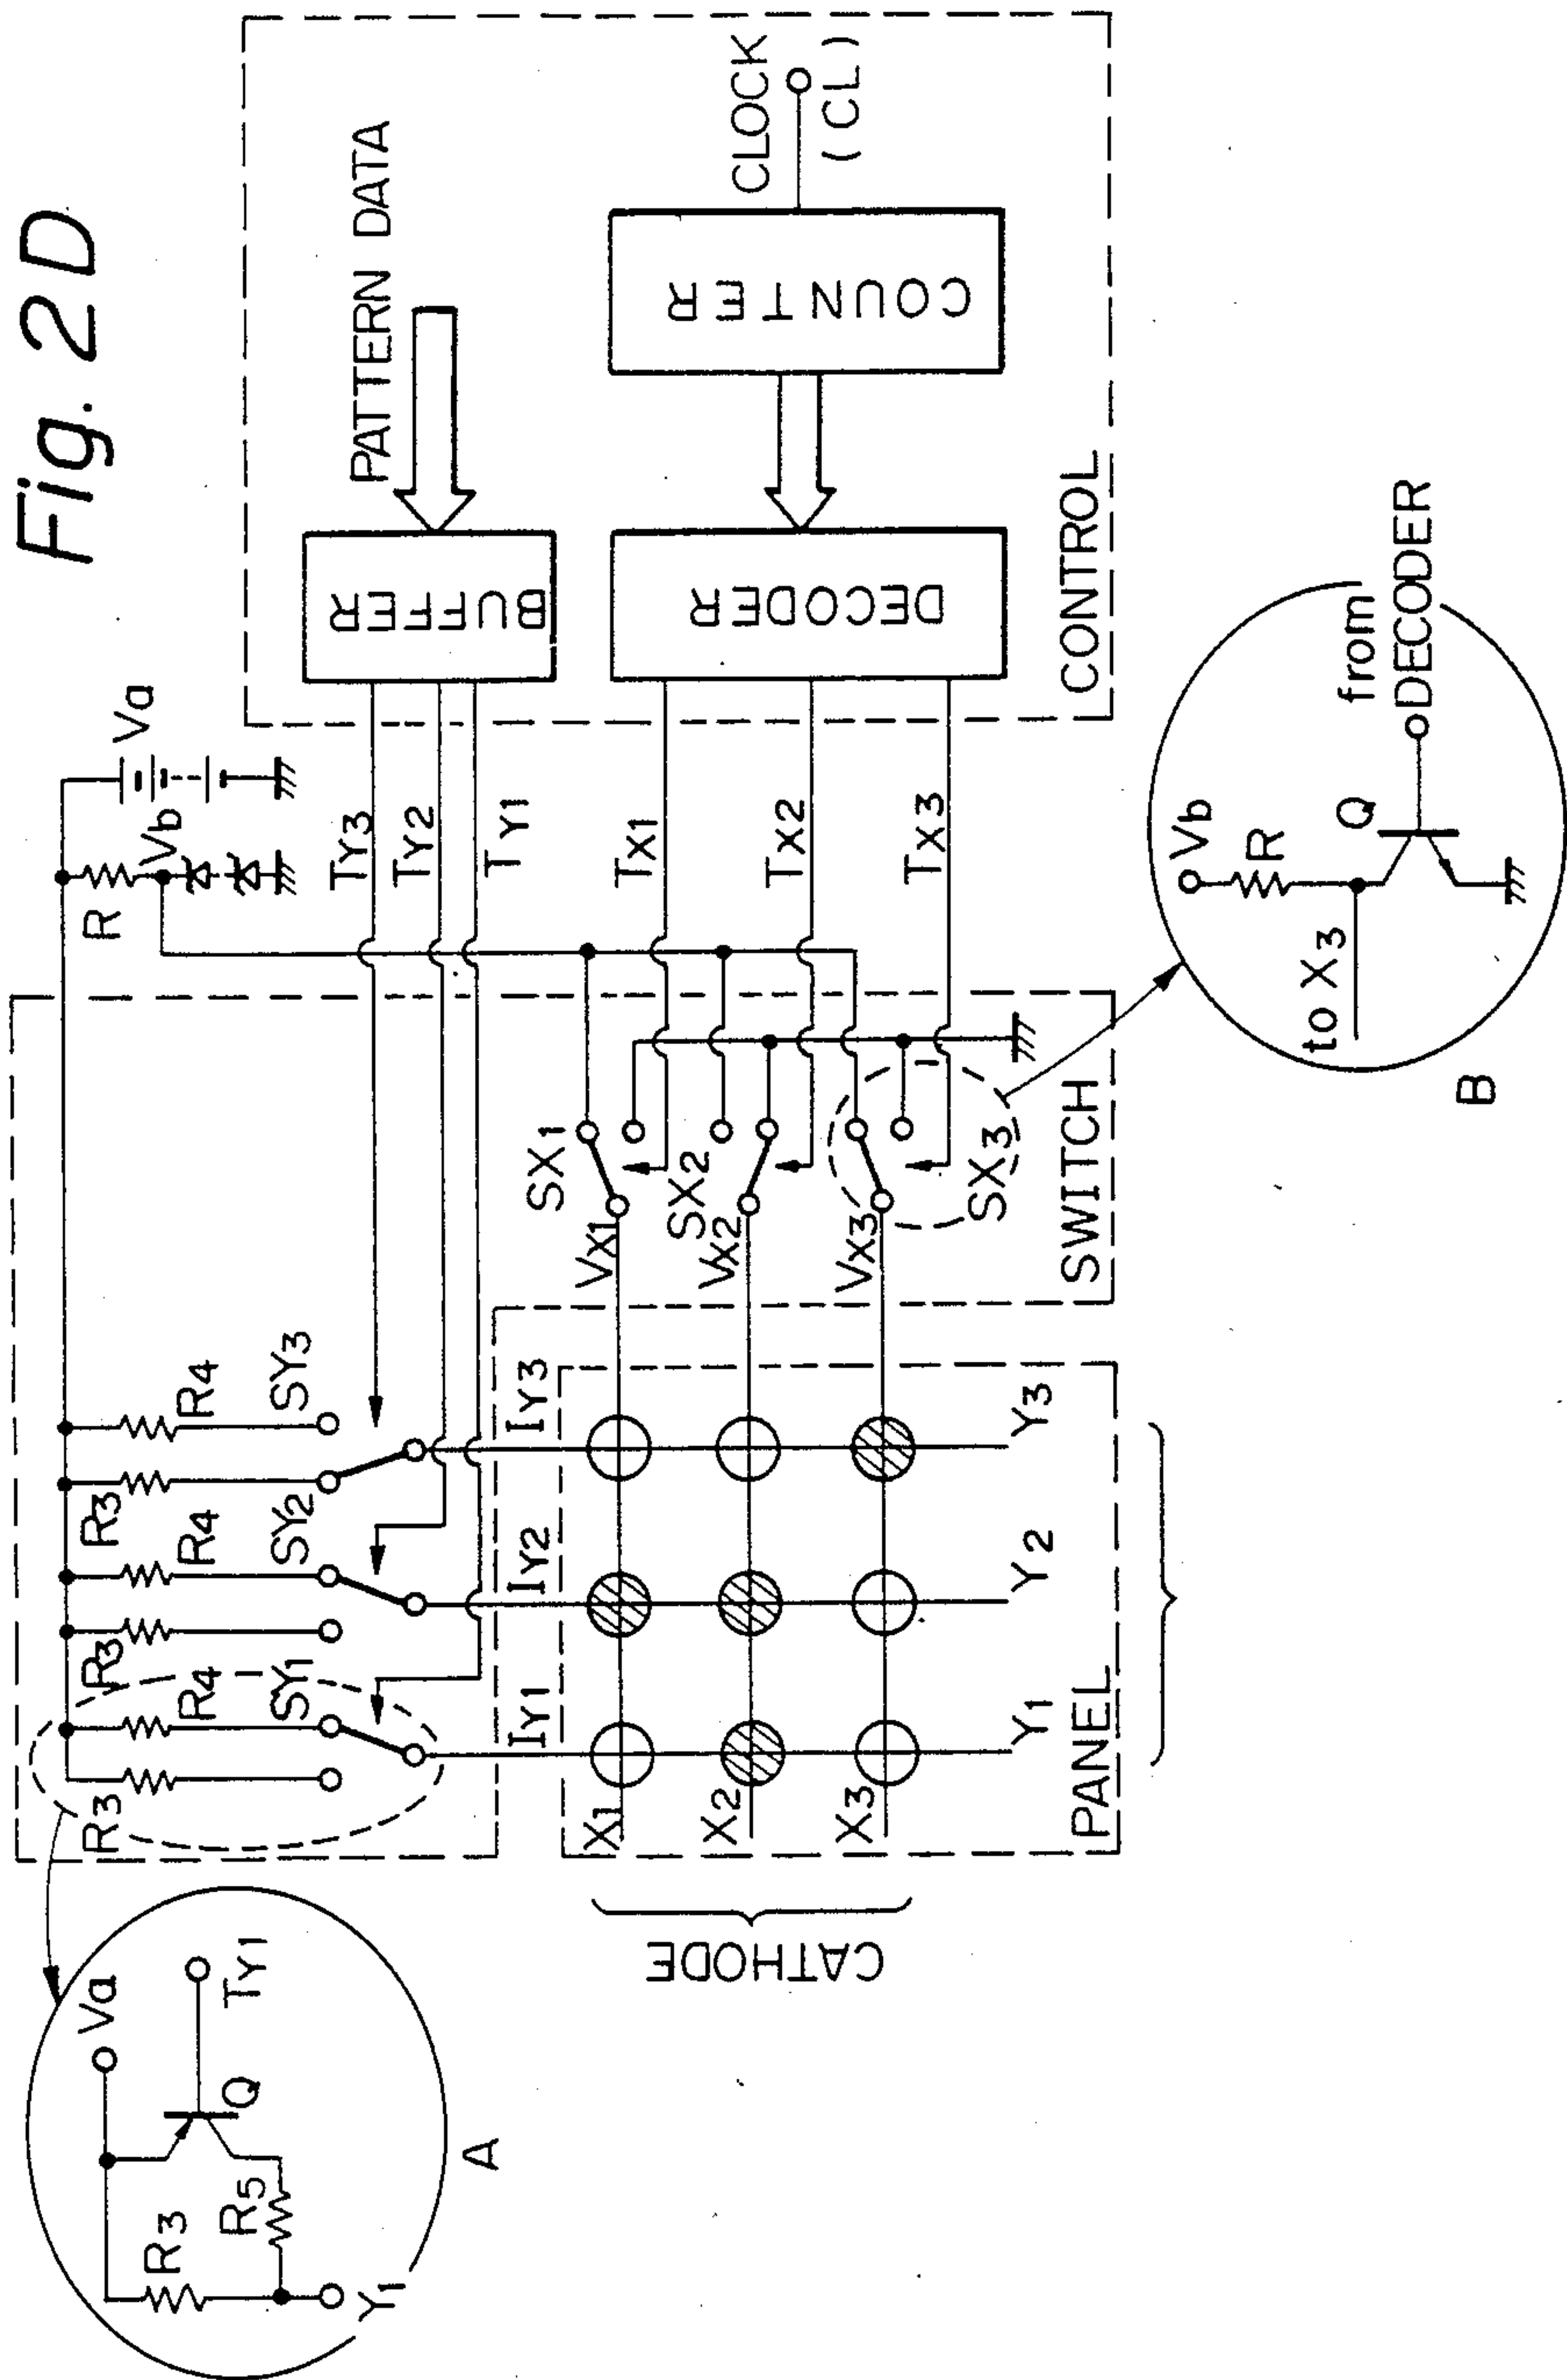 Fig. 2D
PATTERN DATA
CLOCK
(CL)
BUFFER
COUNTER
DECODER
CONTROL
Va
Vb
R
TY3
TY2
TY1
TX1
TX2
TX3
R3
R4
SY1
R3
R4
SY2
R3
R4
SY3
SX1
SX2
SX3
VX1
VX2
VX3
SWITCH
IY1
IY2
IY3
X1
X2
X3
Y1
Y2
Y3
PANEL
CATHODE
Va
TY1
Q
R3
R5
Y1
A
Vb
R
Q
to X3
from
DECODER
B